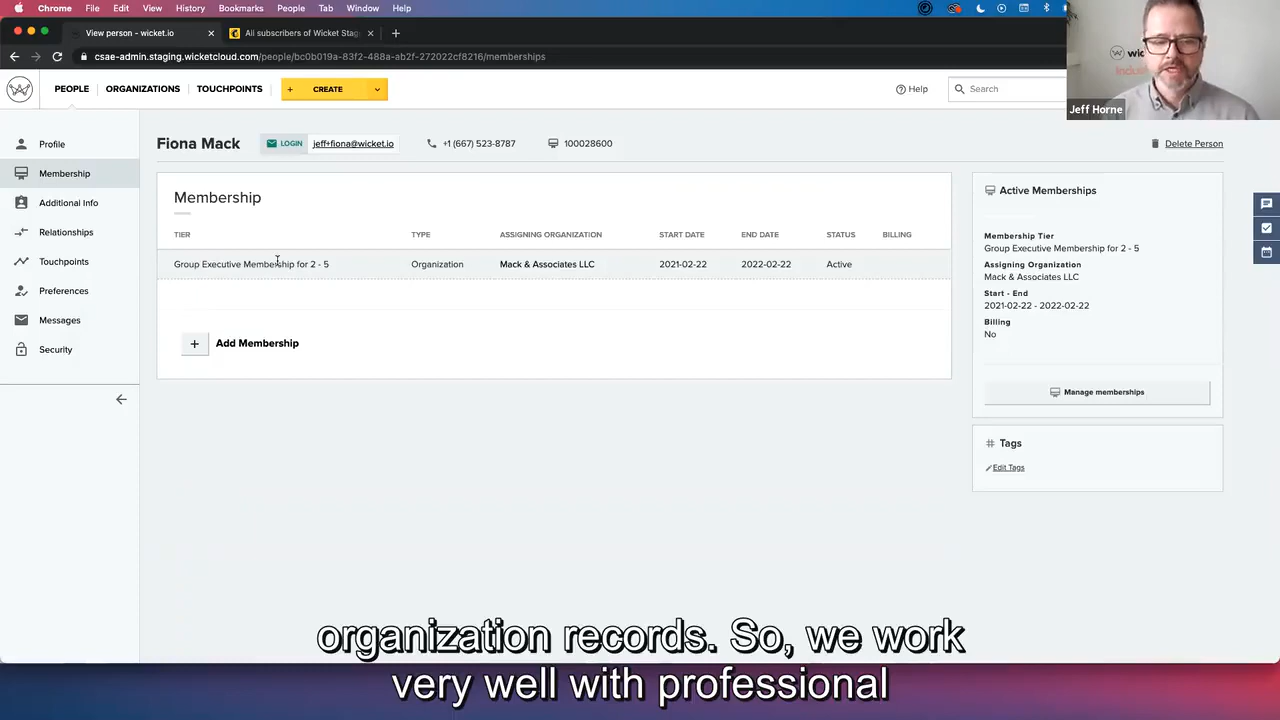 Chrome File Edit View History Bookmarks People Tab Window Help
View person - wicket.io
All subscribers of Wicket Stag
csae-admin.staging.wicketcloud.com/people/bc0b019a-83f2-488a-ab2f-272022cf8216/memberships
PEOPLE ORGANIZATIONS TOUCHPOINTS + CREATE Help Search
Jeff Horne
Profile
Membership
Additional Info
Relationships
Touchpoints
Preferences
Messages
Security
Fiona Mack LOGIN jeff+fiona@wicket.io +1 (667) 523-8787 100028600 Delete Person
Membership
TIER TYPE ASSIGNING ORGANIZATION START DATE END DATE STATUS BILLING
Group Executive Membership for 2 - 5 Organization Mack & Associates LLC 2021-02-22 2022-02-22 Active
+ Add Membership
Active Memberships
Membership Tier
Group Executive Membership for 2 - 5
Assigning Organization
Mack & Associates LLC
Start - End
2021-02-22 - 2022-02-22
Billing
No
Manage memberships
# Tags
Edit Tags
organization records. So, we work
very well with professional